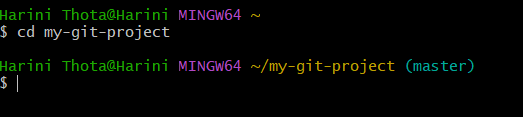 Harini Thota@Harini MINGW64 ~
$ cd my-git-project
Harini Thota@Harini MINGW64 ~/my-git-project (master)
$